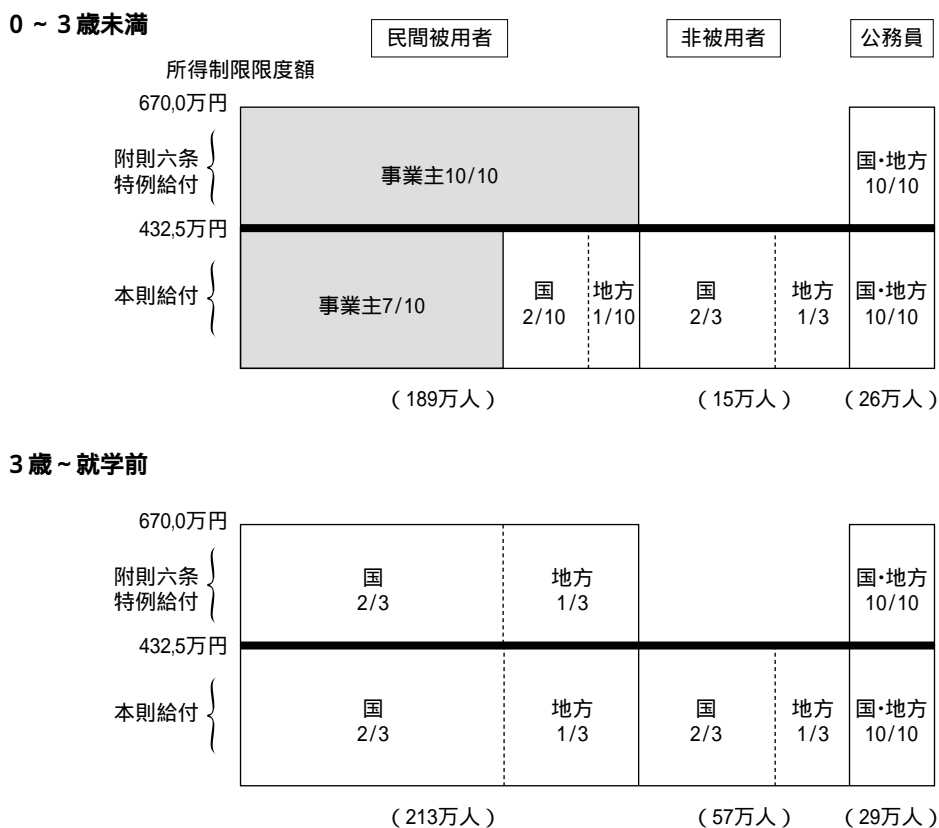 0~3歳未満
民間被用者
非被用者
公務員
所得制限限度額
670,0万円
附則六条
特例給付
事業主10/10
国・地方
10/10
432,5万円
本則給付
事業主7/10
国
2/10
地方
1/10
国
2/3
地方
1/3
国・地方
10/10
(189万人)
(15万人)
(26万人)
3歳~就学前
670,0万円
附則六条
特例給付
国
2/3
地方
1/3
国・地方
10/10
432,5万円
本則給付
国
2/3
地方
1/3
国
2/3
地方
1/3
国・地方
10/10
(213万人)
(57万人)
(29万人)